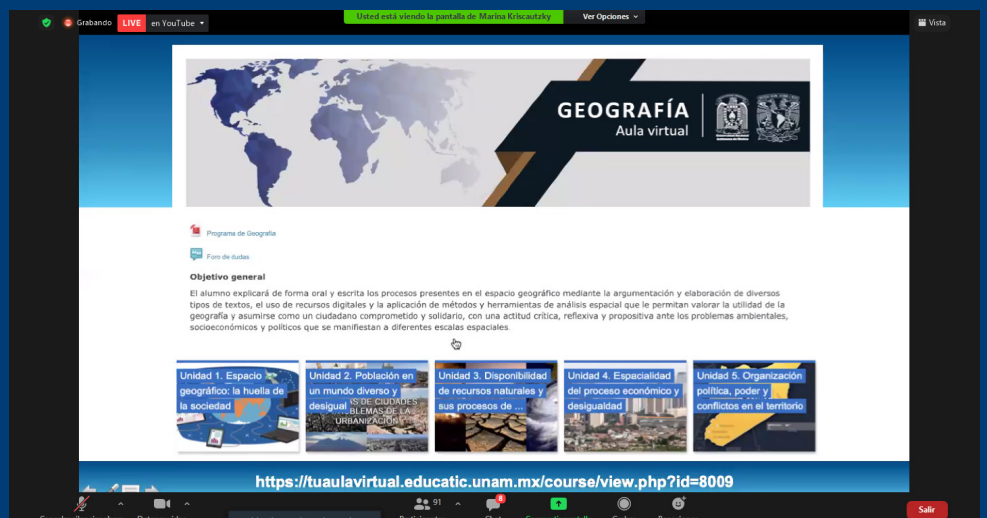 Grabando
LIVE
en YouTube
Usted está viendo la pantalla de Marina Kriscautzky
Ver Opciones
Vista
GEOGRAFÍA
Aula virtual
Programa de Geografía
Foro de dudas
Objetivo general
El alumno explicará de forma oral y escrita los procesos presentes en el espacio geográfico mediante la argumentación y elaboración de diversos
tipos de textos, el uso de recursos digitales y la aplicación de métodos y herramientas de análisis espacial que le permitan valorar la utilidad de la
geografía y asumirse como un ciudadano comprometido y solidario, con una actitud crítica, reflexiva y propositiva ante los problemas ambientales,
socioeconómicos y políticos que se manifiestan a diferentes escalas espaciales.
Unidad 1. Espacio
geográfico: la huella de
la sociedad
Unidad 2. Población en
un mundo diverso y
desigual
DE CIUDADES
DE LA
URBANIZACIÓN
Unidad 3. Disponibilidad
de recursos naturales y
sus procesos de ...
Unidad 4. Espacialidad
del proceso económico y
desigualdad
Unidad 5. Organización
política, poder y
conflictos en el territorio
https://tuaulavirtual.educatic.unam.mx/course/view.php?id=8009
91
8
Salir